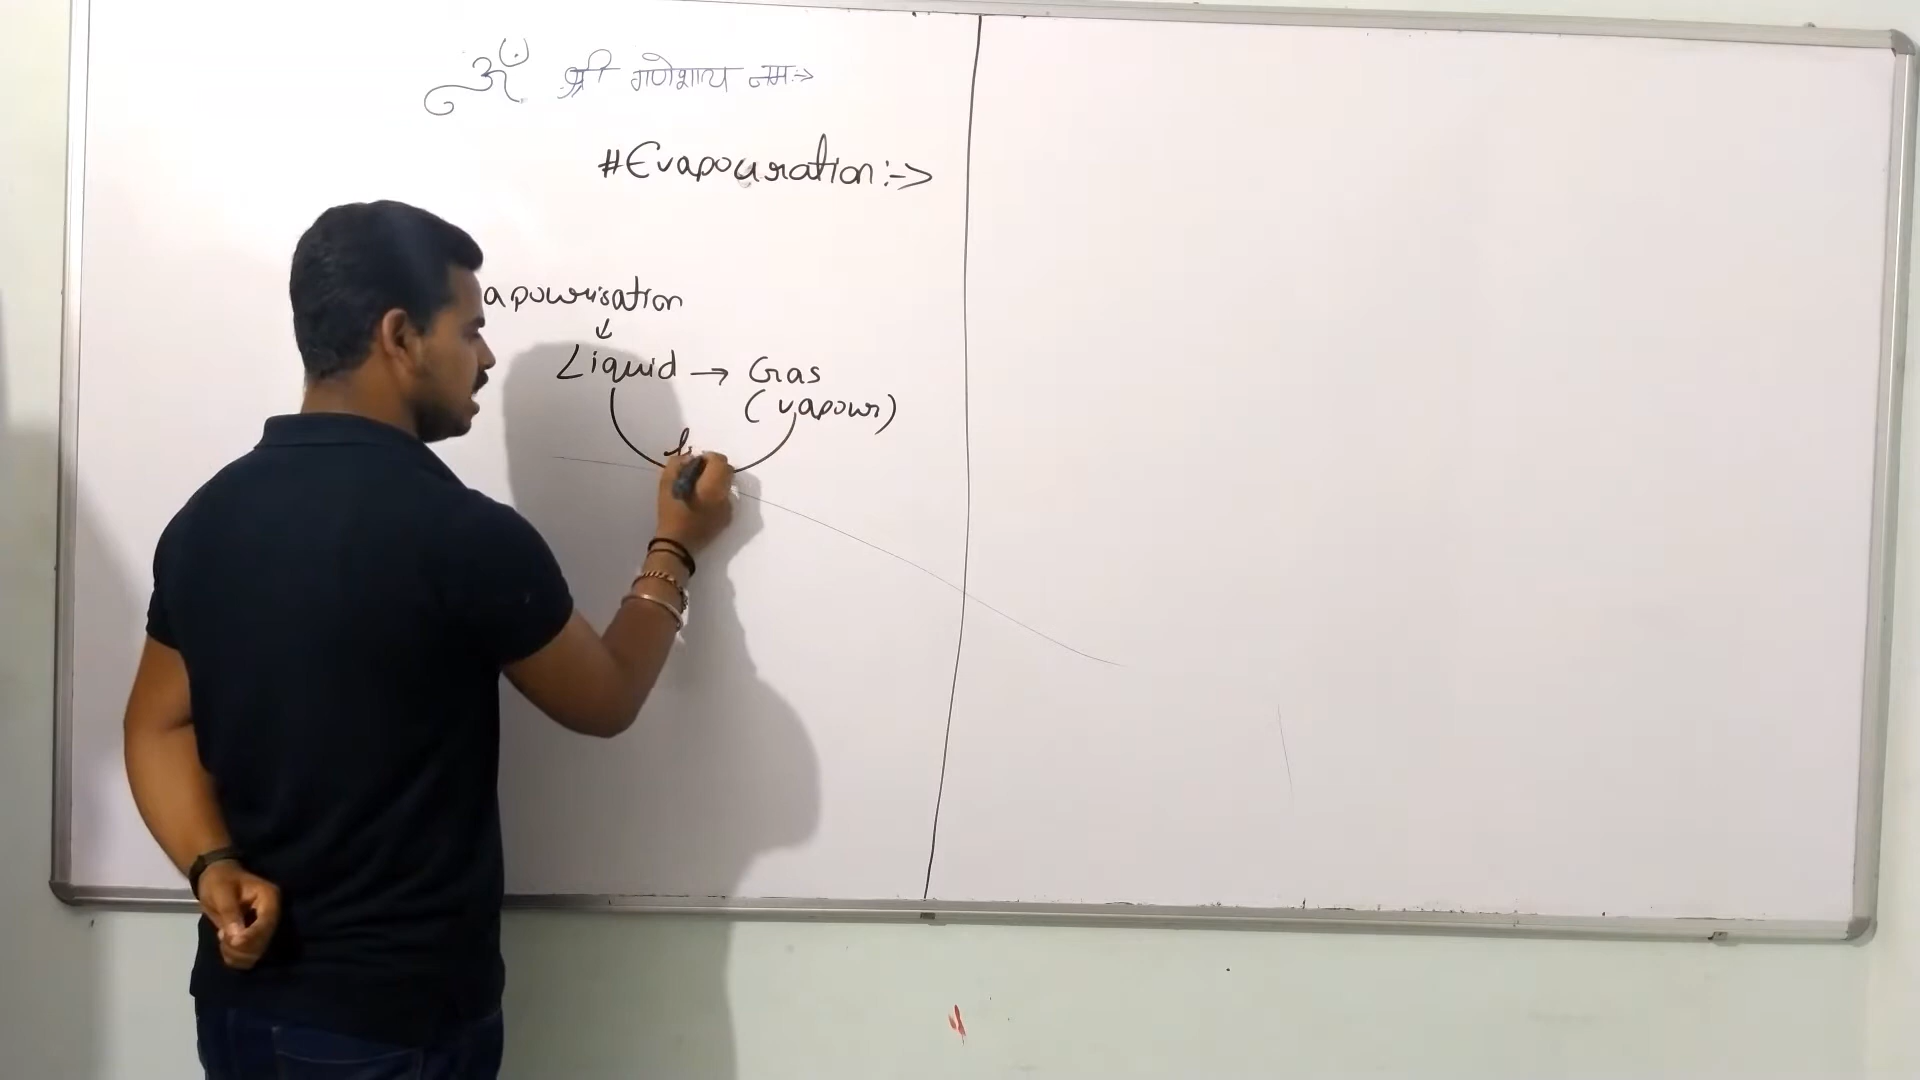 ॐ श्री गणेशाय नमः→
#Evapouration:->
apourisation
↓
Liquid → Gas
(vapour)